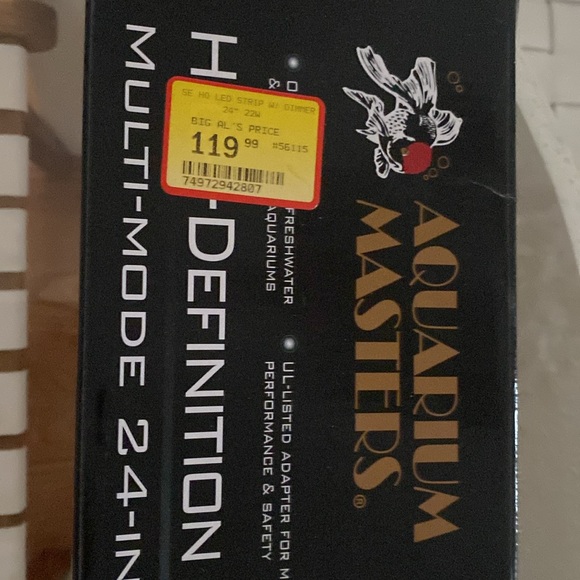 AQUARIUM
MASTERS®
FRESHWATER
&
AQUARIUMS
UL-LISTED ADAPTER FOR M
PERFORMANCE & SAFETY
H
-DEFINITION
MULTI-MODE 24-IN
SE HO LED STRIP W/ DIMMER
24" 22W
BIG AL'S PRICE
119 99 #56115
74972942807